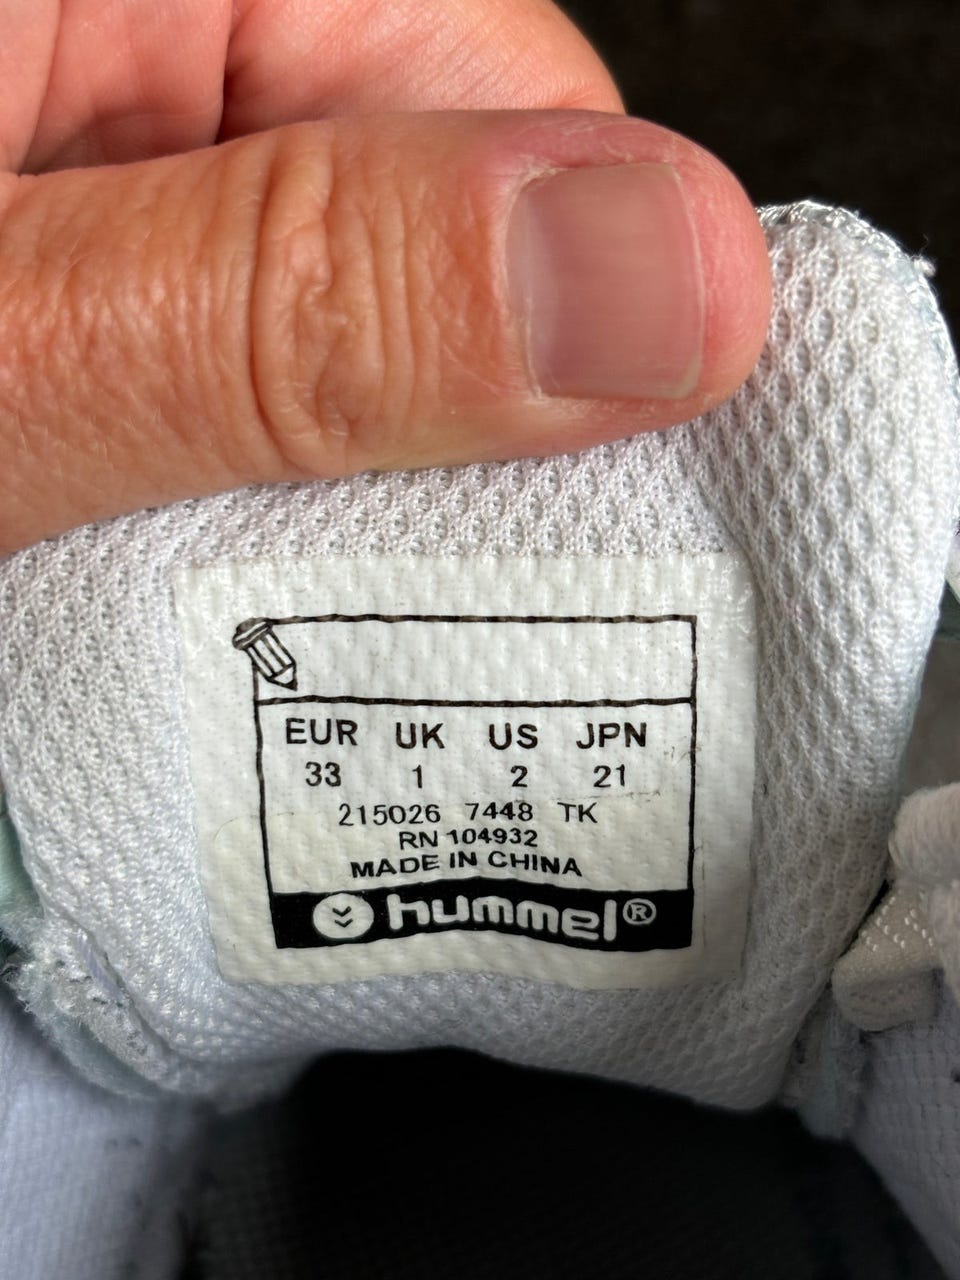 EUR UK US JPN
33 1 2 21
215026 7448 TK
RN 104932
MADE IN CHINA
hummel®